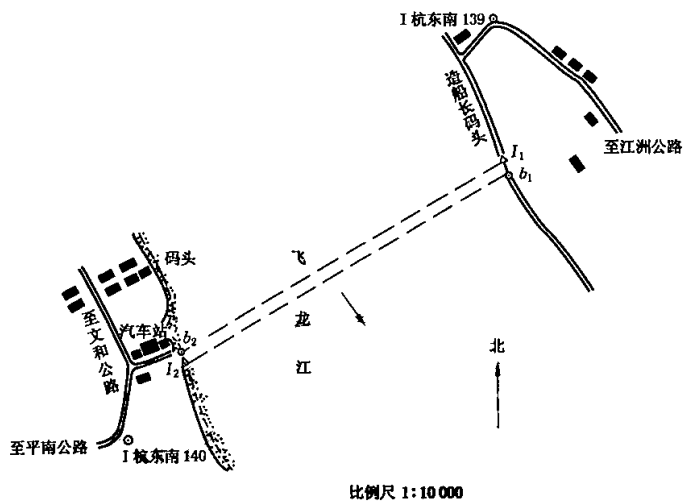 I 杭东南 139
造船长码头
至江洲公路
I₁
b₁
码头
飞龙江
汽车站
b₂
I₂
至文和公路
北
至平南公路
I 杭东南 140
比例尺 1:10 000